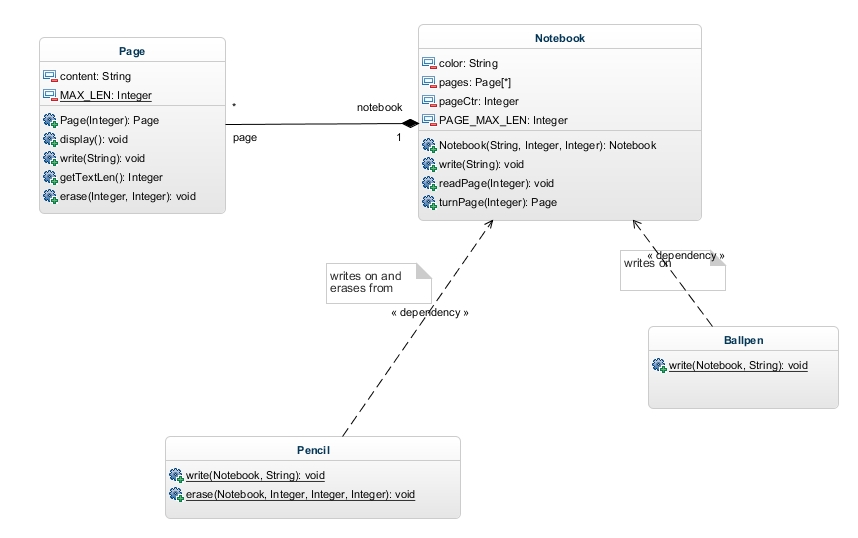 Page
content: String
MAX_LEN: Integer
Page(Integer): Page
display(): void
write(String): void
getTextLen(): Integer
erase(Integer, Integer): void
*
page
notebook
1
Notebook
color: String
pages: Page[*]
pageCtr: Integer
PAGE_MAX_LEN: Integer
Notebook(String, Integer, Integer): Notebook
write(String): void
readPage(Integer): void
turnPage(Integer): Page
writes on and
erases from
« dependency »
« dependency »
writes on
Ballpen
write(Notebook, String): void
Pencil
write(Notebook, String): void
erase(Notebook, Integer, Integer, Integer): void